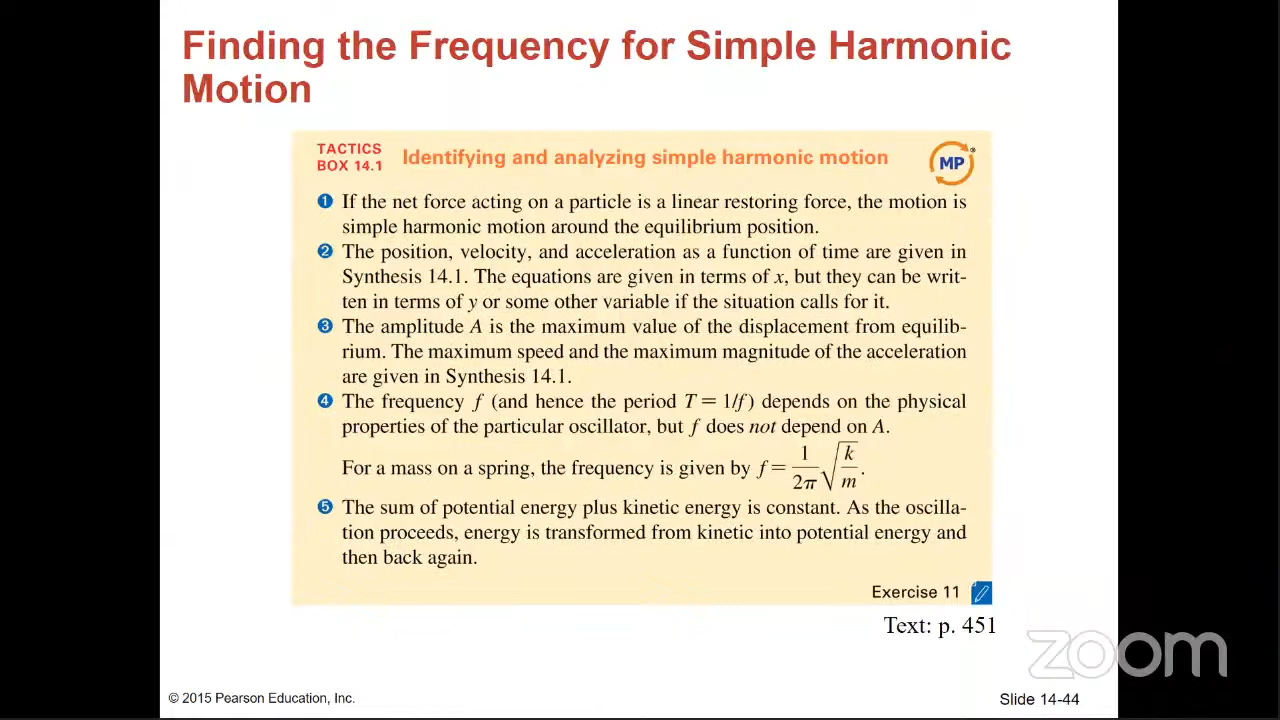 Finding the Frequency for Simple Harmonic
Motion
TACTICS
BOX 14.1
Identifying and analyzing simple harmonic motion
MP®
1 If the net force acting on a particle is a linear restoring force, the motion is
simple harmonic motion around the equilibrium position.
2 The position, velocity, and acceleration as a function of time are given in
Synthesis 14.1. The equations are given in terms of x, but they can be writ-
ten in terms of y or some other variable if the situation calls for it.
3 The amplitude A is the maximum value of the displacement from equilib-
rium. The maximum speed and the maximum magnitude of the acceleration
are given in Synthesis 14.1.
4 The frequency f (and hence the period T = 1/f) depends on the physical
properties of the particular oscillator, but f does not depend on A.
For a mass on a spring, the frequency is given by f = 1/2π √k/m.
5 The sum of potential energy plus kinetic energy is constant. As the oscilla-
tion proceeds, energy is transformed from kinetic into potential energy and
then back again.
Exercise 11
Text: p. 451
zoom
© 2015 Pearson Education, Inc.
Slide 14-44